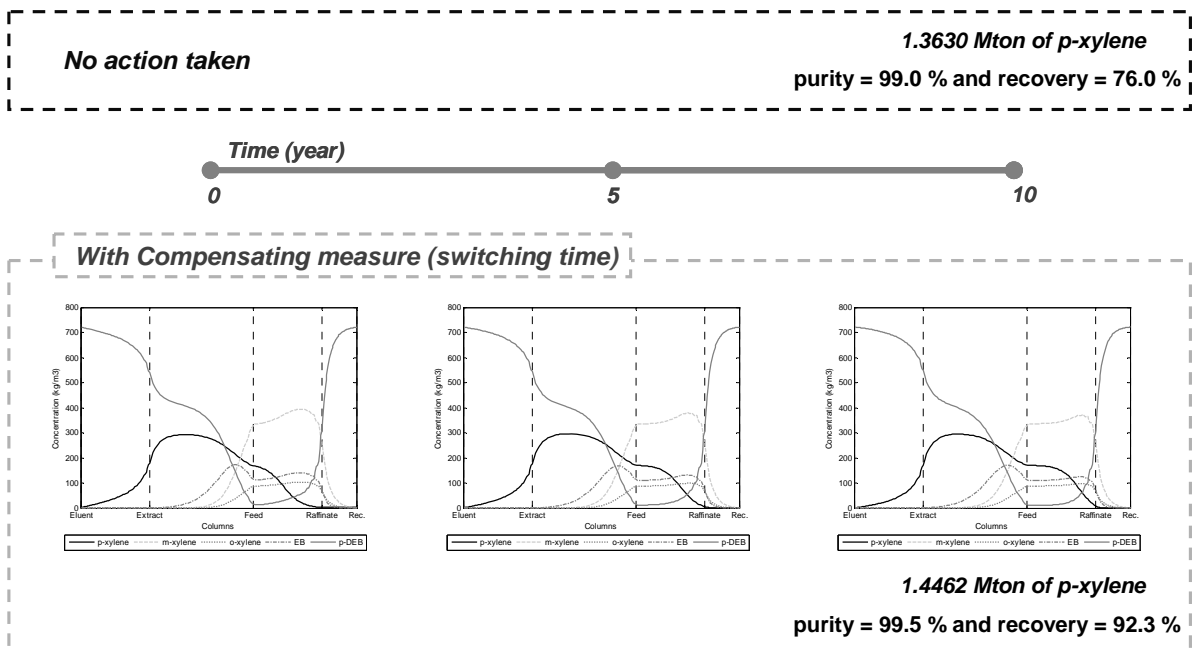 No action taken
1.3630 Mton of p-xylene
purity = 99.0 % and recovery = 76.0 %
Time (year)
0 5 10
With Compensating measure (switching time)
800
700
600
500
400
300
200
100
0
Concentration (kg/m3)
Eluent Extract Feed Raffinate Rec.
Columns
p-xylene m-xylene o-xylene EB p-DEB
800
700
600
500
400
300
200
100
0
Concentration (kg/m3)
Eluent Extract Feed Raffinate Rec.
Columns
p-xylene m-xylene o-xylene EB p-DEB
800
700
600
500
400
300
200
100
0
Concentration (kg/m3)
Eluent Extract Feed Raffinate Rec.
Columns
p-xylene m-xylene o-xylene EB p-DEB
1.4462 Mton of p-xylene
purity = 99.5 % and recovery = 92.3 %